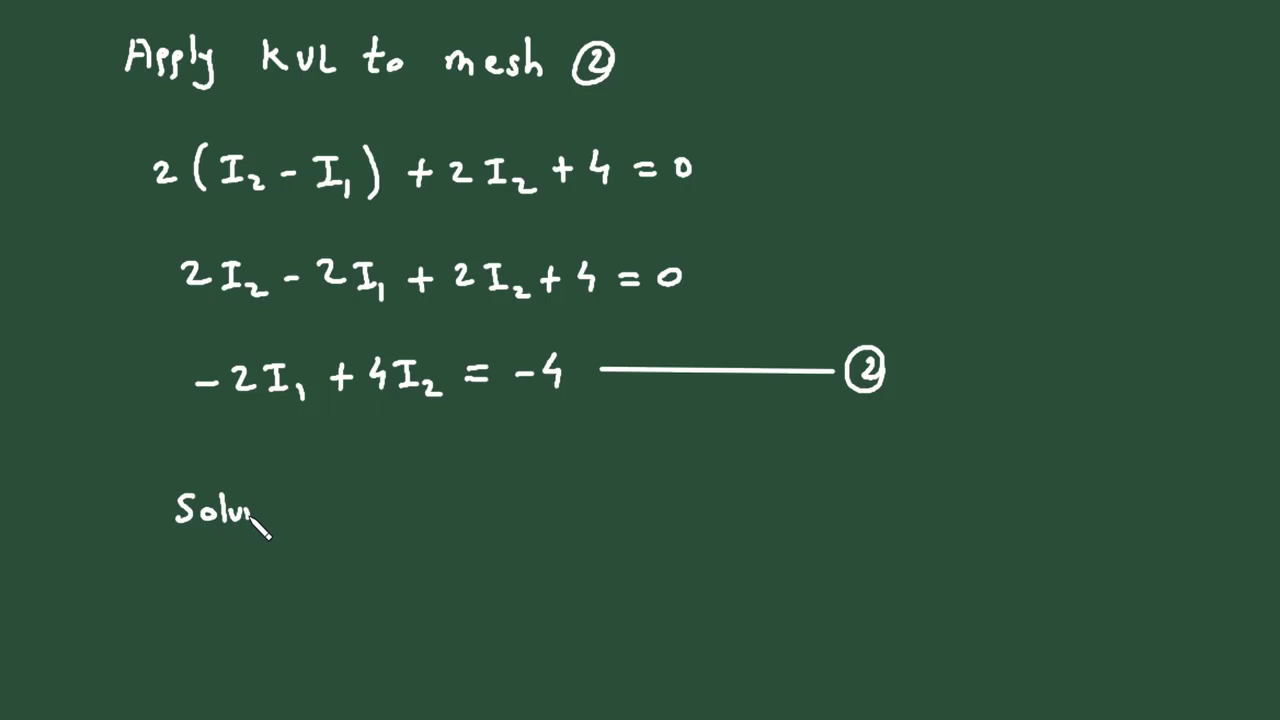 Apply KVL to mesh ②
2(I₂ - I₁) + 2I₂ + 4 = 0
2I₂ - 2I₁ + 2I₂ + 4 = 0
-2I₁ + 4I₂ = -4 ——— ②
Solv